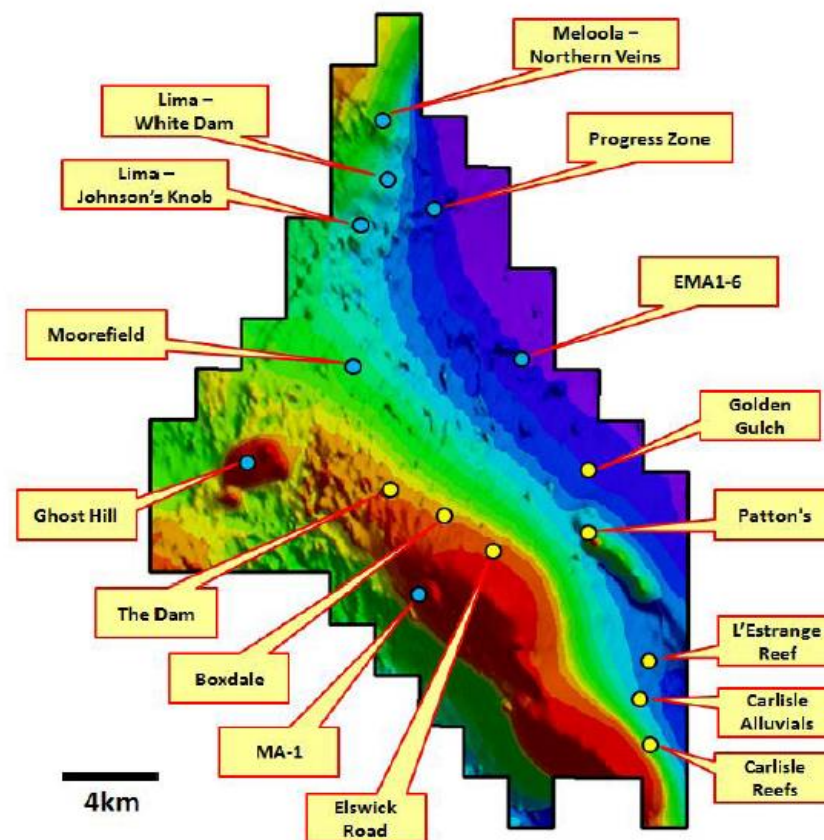 Meloola –
Northern Veins
Lima –
White Dam
Progress Zone
Lima –
Johnson's Knob
EMA1-6
Moorefield
Golden
Gulch
Ghost Hill
Patton's
The Dam
L'Estrange
Reef
Boxdale
Carlisle
Alluvials
MA-1
Carlisle
Reefs
Elswick
Road
4km